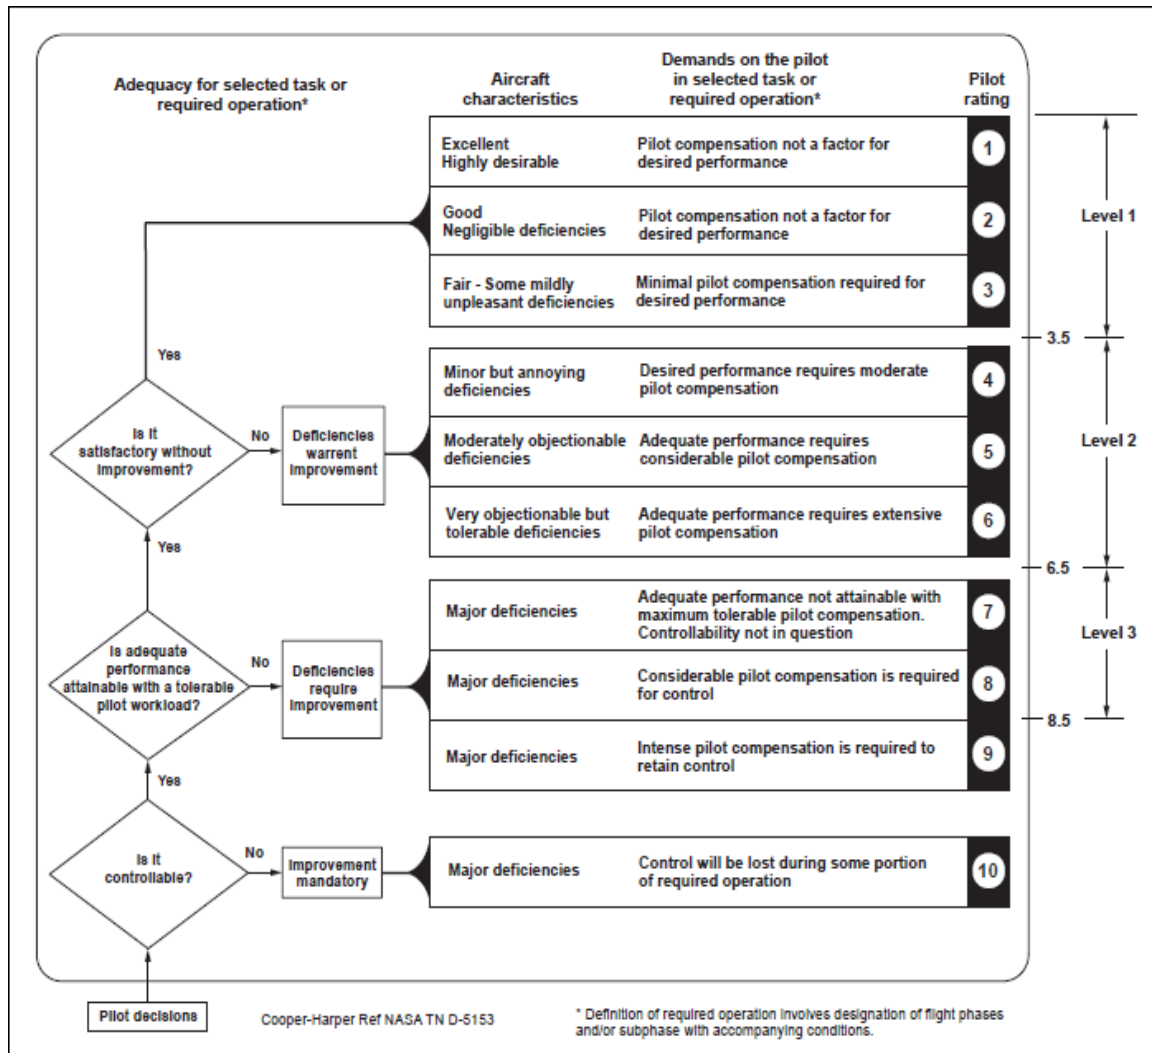 Adequacy for selected task or
required operation*
Aircraft
characteristics
Demands on the pilot
in selected task or
required operation*
Pilot
rating
Excellent
Highly desirable
Pilot compensation not a factor for
desired performance
1
Good
Negligible deficiencies
Pilot compensation not a factor for
desired performance
2
Fair - Some mildly
unpleasant deficiencies
Minimal pilot compensation required for
desired performance
3
Level 1
3.5
Yes
Is it
satisfactory without
improvement?
No
Deficiencies
warrent
improvement
Minor but annoying
deficiencies
Desired performance requires moderate
pilot compensation
4
Moderately objectionable
deficiencies
Adequate performance requires
considerable pilot compensation
5
Very objectionable but
tolerable deficiencies
Adequate performance requires extensive
pilot compensation
6
Level 2
6.5
Yes
Is adequate
performance
attainable with a tolerable
pilot workload?
No
Deficiencies
require
improvement
Major deficiencies
Adequate performance not attainable with
maximum tolerable pilot compensation.
Controllability not in question
7
Major deficiencies
Considerable pilot compensation is required
for control
8
Major deficiencies
Intense pilot compensation is required to
retain control
9
Level 3
8.5
Yes
Is it
controllable?
No
Improvement
mandatory
Major deficiencies
Control will be lost during some portion
of required operation
10
Pilot decisions
Cooper-Harper Ref NASA TN D-5153
* Definition of required operation involves designation of flight phases
and/or subphase with accompanying conditions.